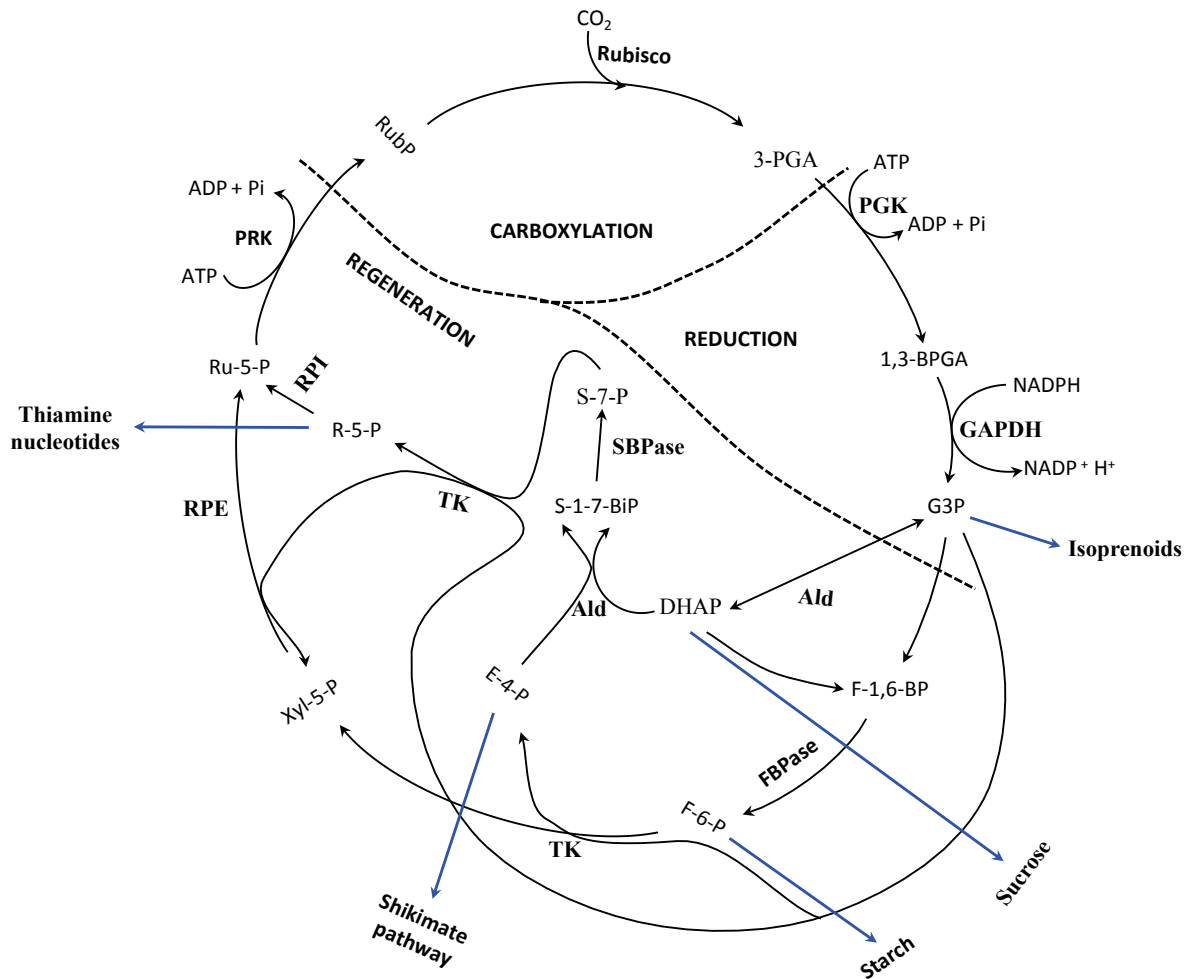 CO₂
Rubisco
RubP
3-PGA
ATP
PGK
ADP + Pi
ADP + Pi
PRK
ATP
CARBOXYLATION
REGENERATION
REDUCTION
1,3-BPGA
NADPH
GAPDH
NADP⁺ H⁺
Ru-5-P
RPI
S-7-P
Thiamine
nucleotides
R-5-P
SBPase
TK
S-1-7-BiP
RPE
G3P
Isoprenoids
Ald
DHAP
Ald
E-4-P
Xyl-5-P
F-1,6-BP
FBPase
F-6-P
TK
Sucrose
Shikimate
pathway
Starch